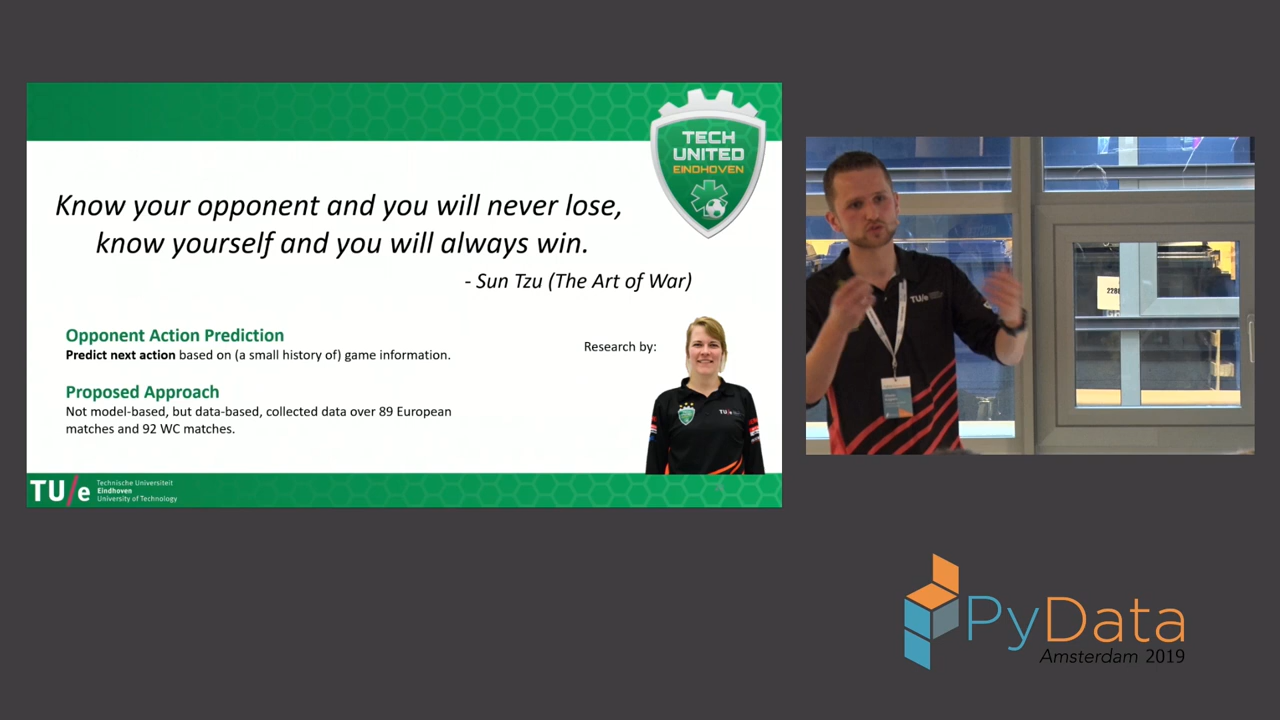 TECH
UNITED
EINDHOVEN
Know your opponent and you will never lose,
know yourself and you will always win.
- Sun Tzu (The Art of War)
Opponent Action Prediction
Predict next action based on (a small history of) game information.
Research by:
Proposed Approach
Not model-based, but data-based, collected data over 89 European
matches and 92 WC matches.
TU/e
TU/e Technische Universiteit
Eindhoven
University of Technology
TU/e
PyData
Amsterdam 2019